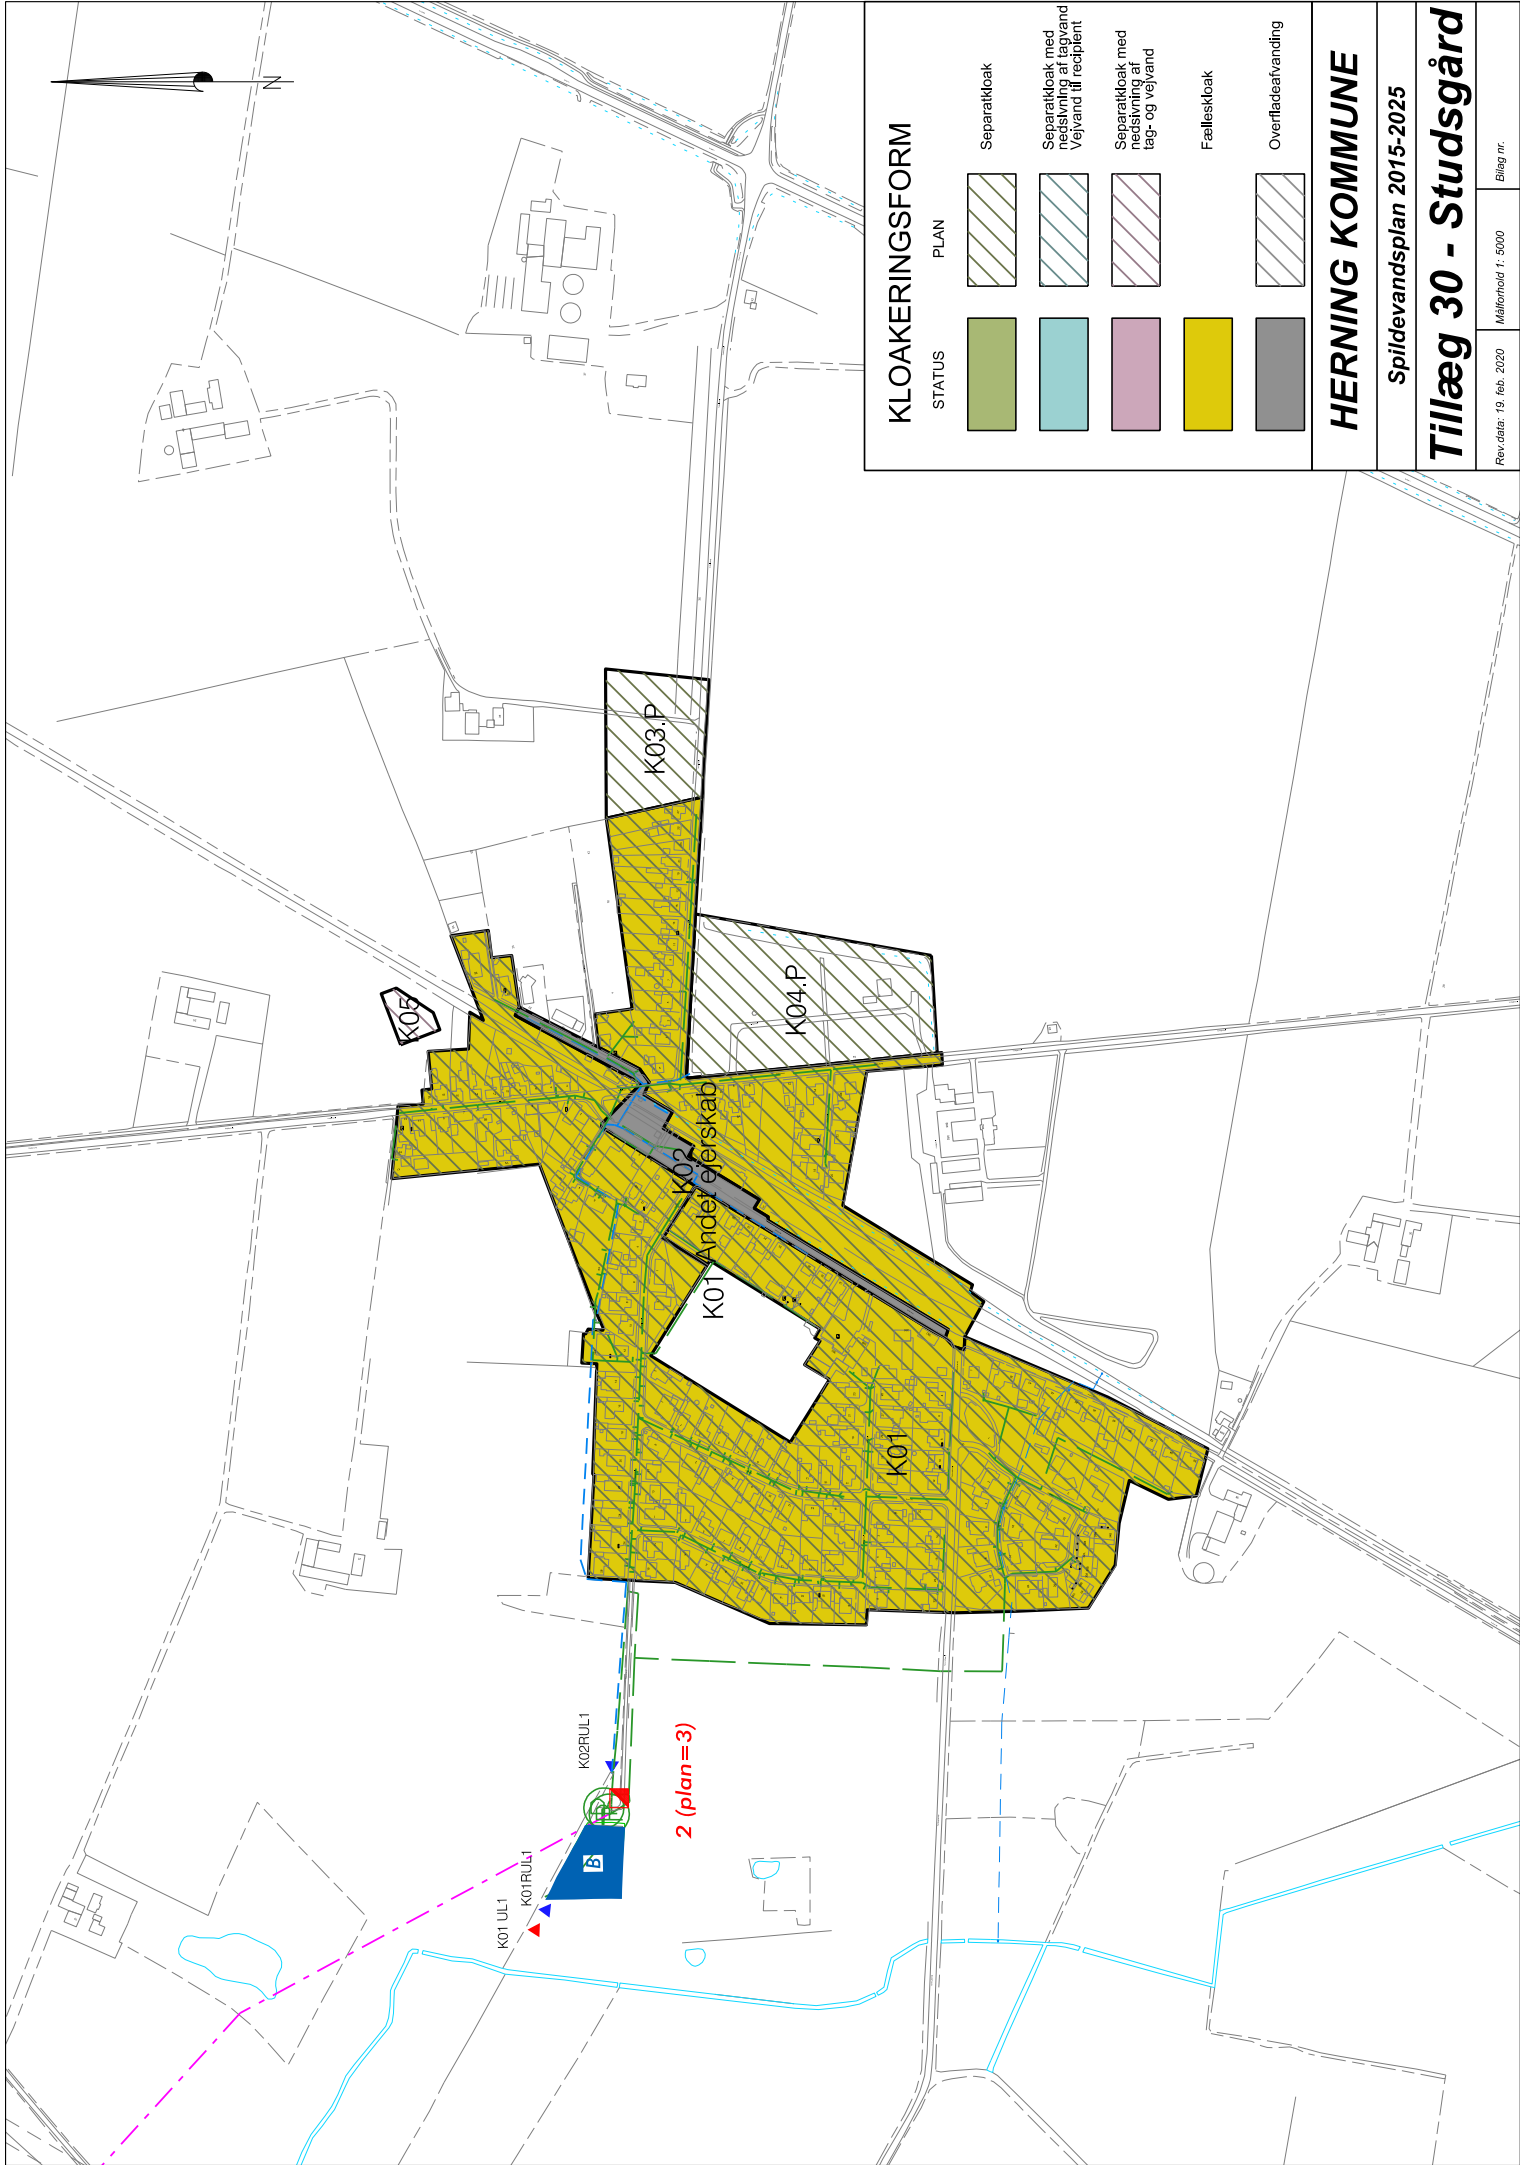 N
K05
K03.P
K04.P
K02
K01 Andet ejerskab
K01
K02RUL1
K01RUL1
K01 UL1
2 (plan=3)
B
KLOAKERINGSFORM
STATUS
PLAN
Separatkloak
Separatkloak med
nedsivning af tagvand
Vejvand til recipient
Separatkloak med
nedsivning af
tag- og vejvand
Fælleskloak
Overfladeafvanding
HERNING KOMMUNE
Spildevandsplan 2015-2025
Tillæg 30 - Studsgård
Rev.data: 19. feb. 2020
Målforhold 1: 5000
Bilag nr.